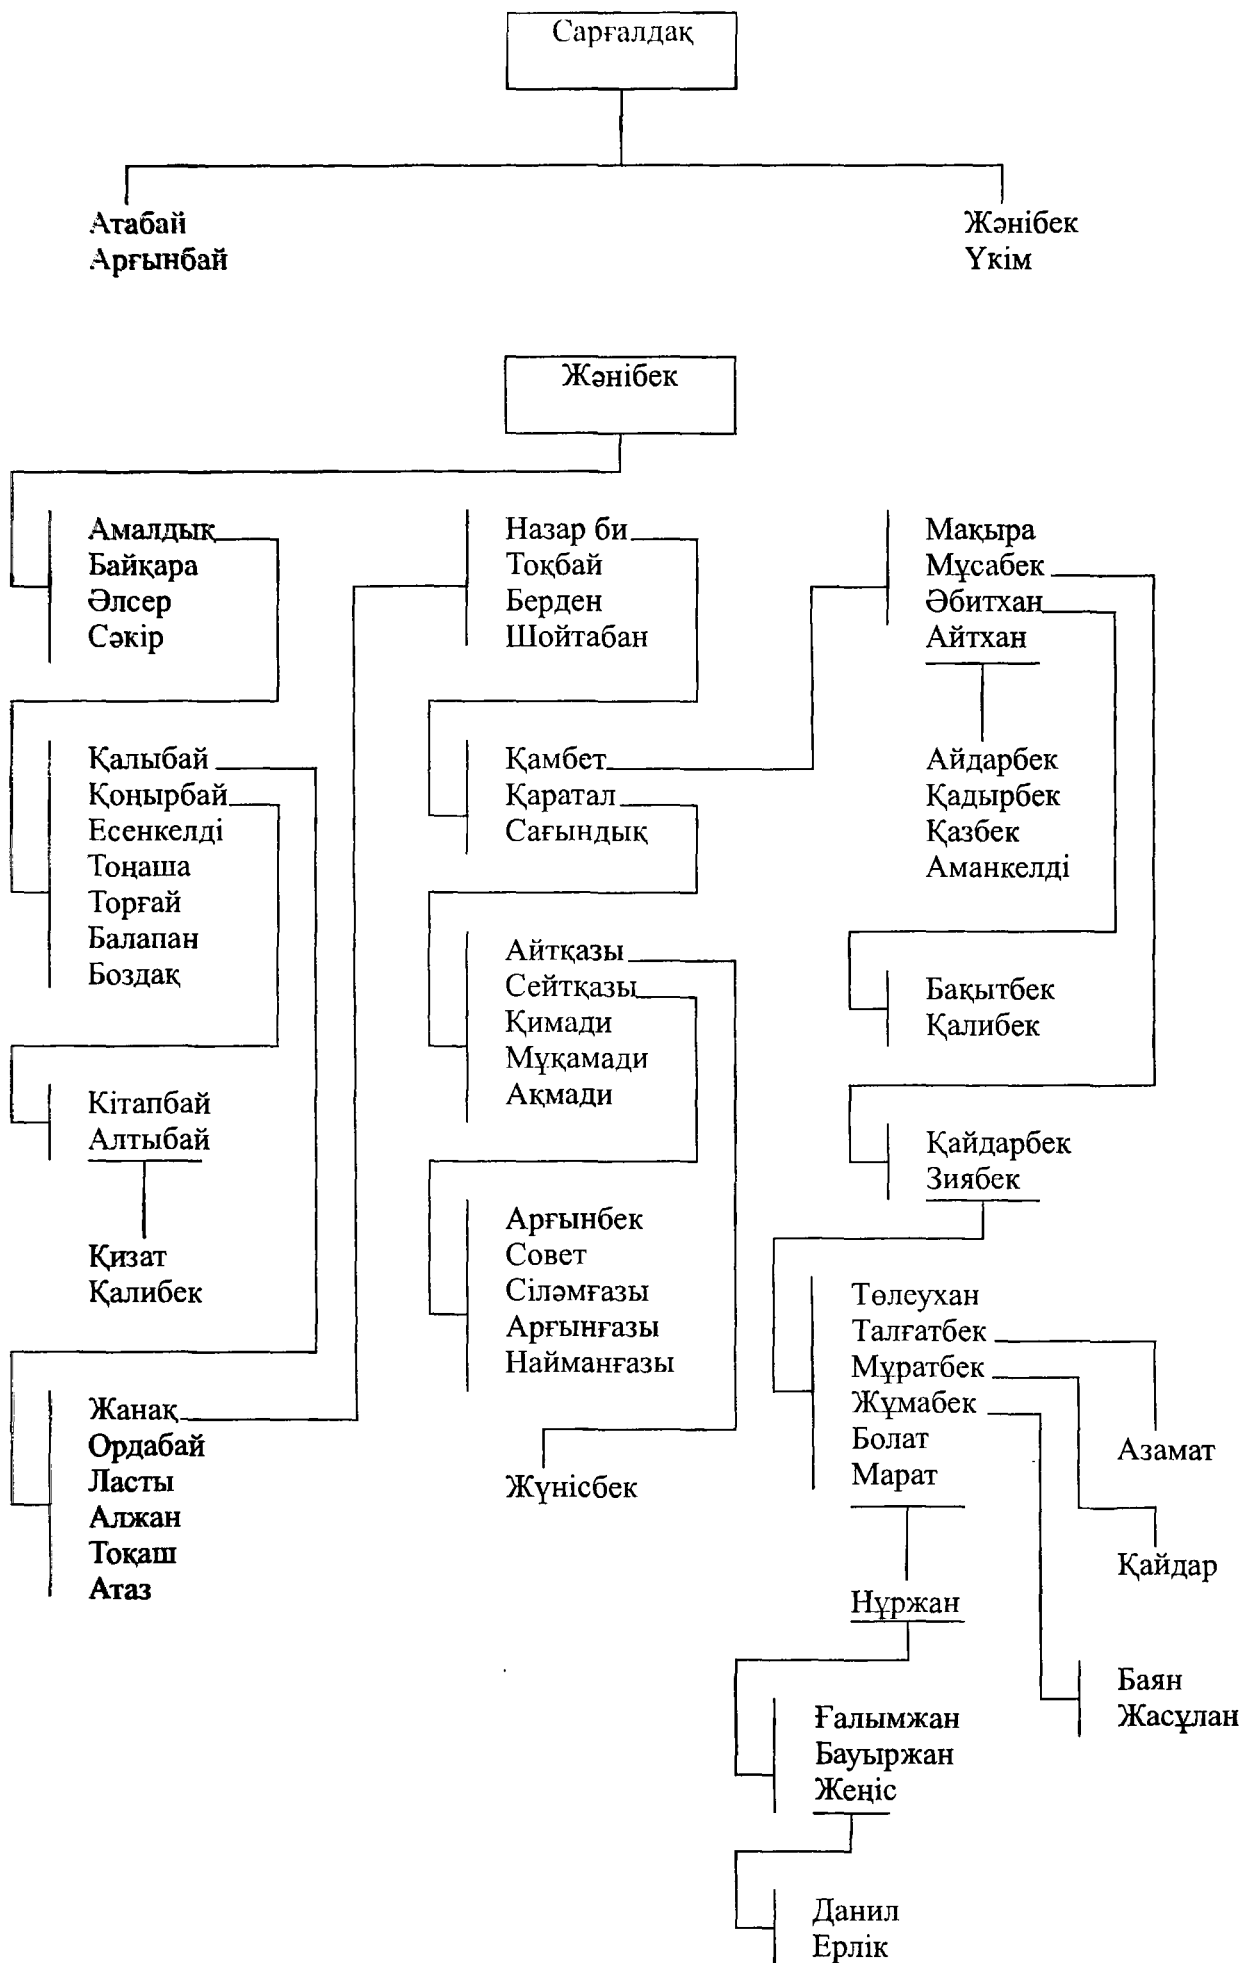 Сарғалдақ
Атабай
Арғынбай
Жәнібек
Үкім
Жәнібек
Амалдық
Байқара
Әлсер
Сәкір
Қалыбай
Қоңырбай
Есенкелді
Тоңаша
Торғай
Балапан
Боздақ
Кітапбай
Алтыбай
Қизат
Қалибек
Жанақ
Ордабай
Ласты
Алжан
Тоқаш
Атаз
Назар би
Тоқбай
Берден
Шойтабан
Қамбет
Қаратал
Сағындық
Айтқазы
Сейтқазы
Қимади
Мұқамади
Ақмади
Арғынбек
Совет
Сіләмғазы
Арғынғазы
Найманғазы
Жүнісбек
Мақыра
Мұсабек
Әбитхан
Айтхан
Айдарбек
Қадырбек
Қазбек
Аманкелді
Бақытбек
Қалибек
Қайдарбек
Зиябек
Төлеухан
Талғатбек
Мұратбек
Жұмабек
Болат
Марат
Азамат
Қайдар
Нұржан
Баян
Жасұлан
Ғалымжан
Бауыржан
Жеңіс
Данил
Ерлік